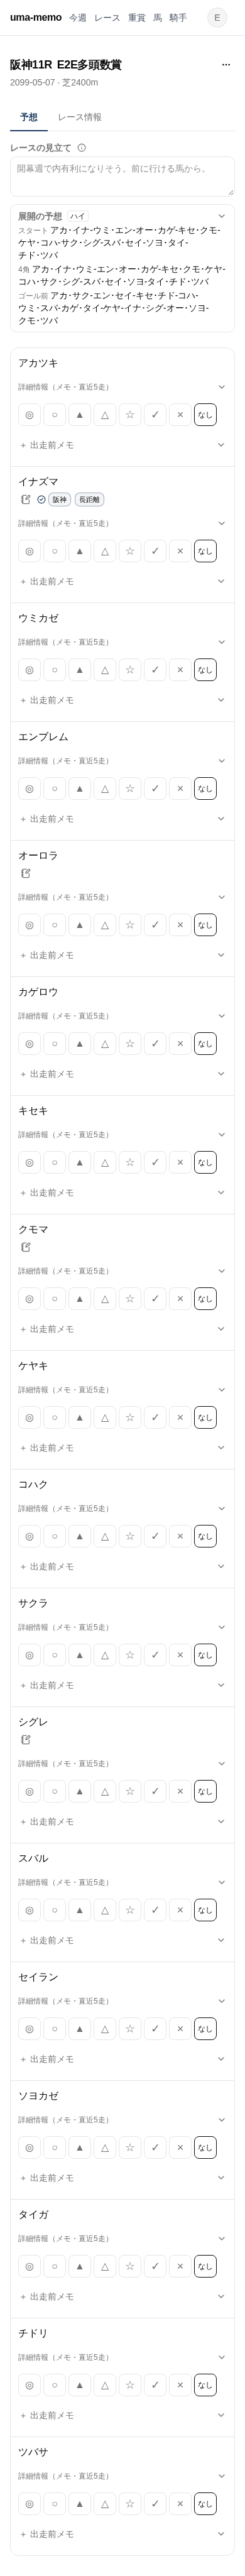 uma-memo 今週 レース 重賞 馬 騎手 E
阪神11R E2E多頭数賞
2099-05-07 · 芝2400m
予想 レース情報
レースの見立て
開幕週で内有利になりそう。前に行ける馬から。
展開の予想 ハイ
スタート アカ･イナ･ウミ･エン･オー･カゲ-キセ･クモ-
ケヤ･コハ-サク･シグ-スバ･セイ-ソヨ･タイ-
チド･ツバ
4角 アカ･イナ･ウミ-エン･オー･カゲ-キセ･クモ･ケヤ-
コハ･サク･シグ-スバ･セイ･ソヨ-タイ･チド･ツバ
ゴール前 アカ･サク-エン･セイ-キセ･チド･コハ-
ウミ･スバ-カゲ･タイ-ケヤ-イナ･シグ-オー･ソヨ-
クモ･ツバ
アカツキ
詳細情報（メモ・直近5走）
◎ ○ ▲ △ ☆ ✓ × なし
＋ 出走前メモ
イナズマ
阪神 長距離
詳細情報（メモ・直近5走）
◎ ○ ▲ △ ☆ ✓ × なし
＋ 出走前メモ
ウミカゼ
詳細情報（メモ・直近5走）
◎ ○ ▲ △ ☆ ✓ × なし
＋ 出走前メモ
エンブレム
詳細情報（メモ・直近5走）
◎ ○ ▲ △ ☆ ✓ × なし
＋ 出走前メモ
オーロラ
詳細情報（メモ・直近5走）
◎ ○ ▲ △ ☆ ✓ × なし
＋ 出走前メモ
カゲロウ
詳細情報（メモ・直近5走）
◎ ○ ▲ △ ☆ ✓ × なし
＋ 出走前メモ
キセキ
詳細情報（メモ・直近5走）
◎ ○ ▲ △ ☆ ✓ × なし
＋ 出走前メモ
クモマ
詳細情報（メモ・直近5走）
◎ ○ ▲ △ ☆ ✓ × なし
＋ 出走前メモ
ケヤキ
詳細情報（メモ・直近5走）
◎ ○ ▲ △ ☆ ✓ × なし
＋ 出走前メモ
コハク
詳細情報（メモ・直近5走）
◎ ○ ▲ △ ☆ ✓ × なし
＋ 出走前メモ
サクラ
詳細情報（メモ・直近5走）
◎ ○ ▲ △ ☆ ✓ × なし
＋ 出走前メモ
シグレ
詳細情報（メモ・直近5走）
◎ ○ ▲ △ ☆ ✓ × なし
＋ 出走前メモ
スバル
詳細情報（メモ・直近5走）
◎ ○ ▲ △ ☆ ✓ × なし
＋ 出走前メモ
セイラン
詳細情報（メモ・直近5走）
◎ ○ ▲ △ ☆ ✓ × なし
＋ 出走前メモ
ソヨカゼ
詳細情報（メモ・直近5走）
◎ ○ ▲ △ ☆ ✓ × なし
＋ 出走前メモ
タイガ
詳細情報（メモ・直近5走）
◎ ○ ▲ △ ☆ ✓ × なし
＋ 出走前メモ
チドリ
詳細情報（メモ・直近5走）
◎ ○ ▲ △ ☆ ✓ × なし
＋ 出走前メモ
ツバサ
詳細情報（メモ・直近5走）
◎ ○ ▲ △ ☆ ✓ × なし
＋ 出走前メモ